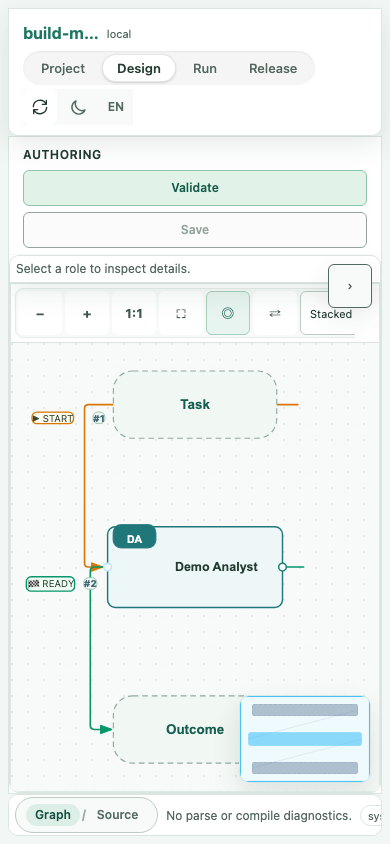 build-m... local
Project Design Run Release
EN
AUTHORING
Validate
Save
Select a role to inspect details.
›
− + 1:1 Stacked
Task
START #1
DA
Demo Analyst
READY #2
Outcome
Graph / Source No parse or compile diagnostics.